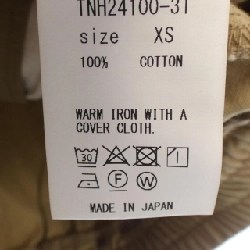 TNH24100-31
size XS
100% COTTON
WARM IRON WITH A
COVER CLOTH.
30
F W
MADE IN JAPAN